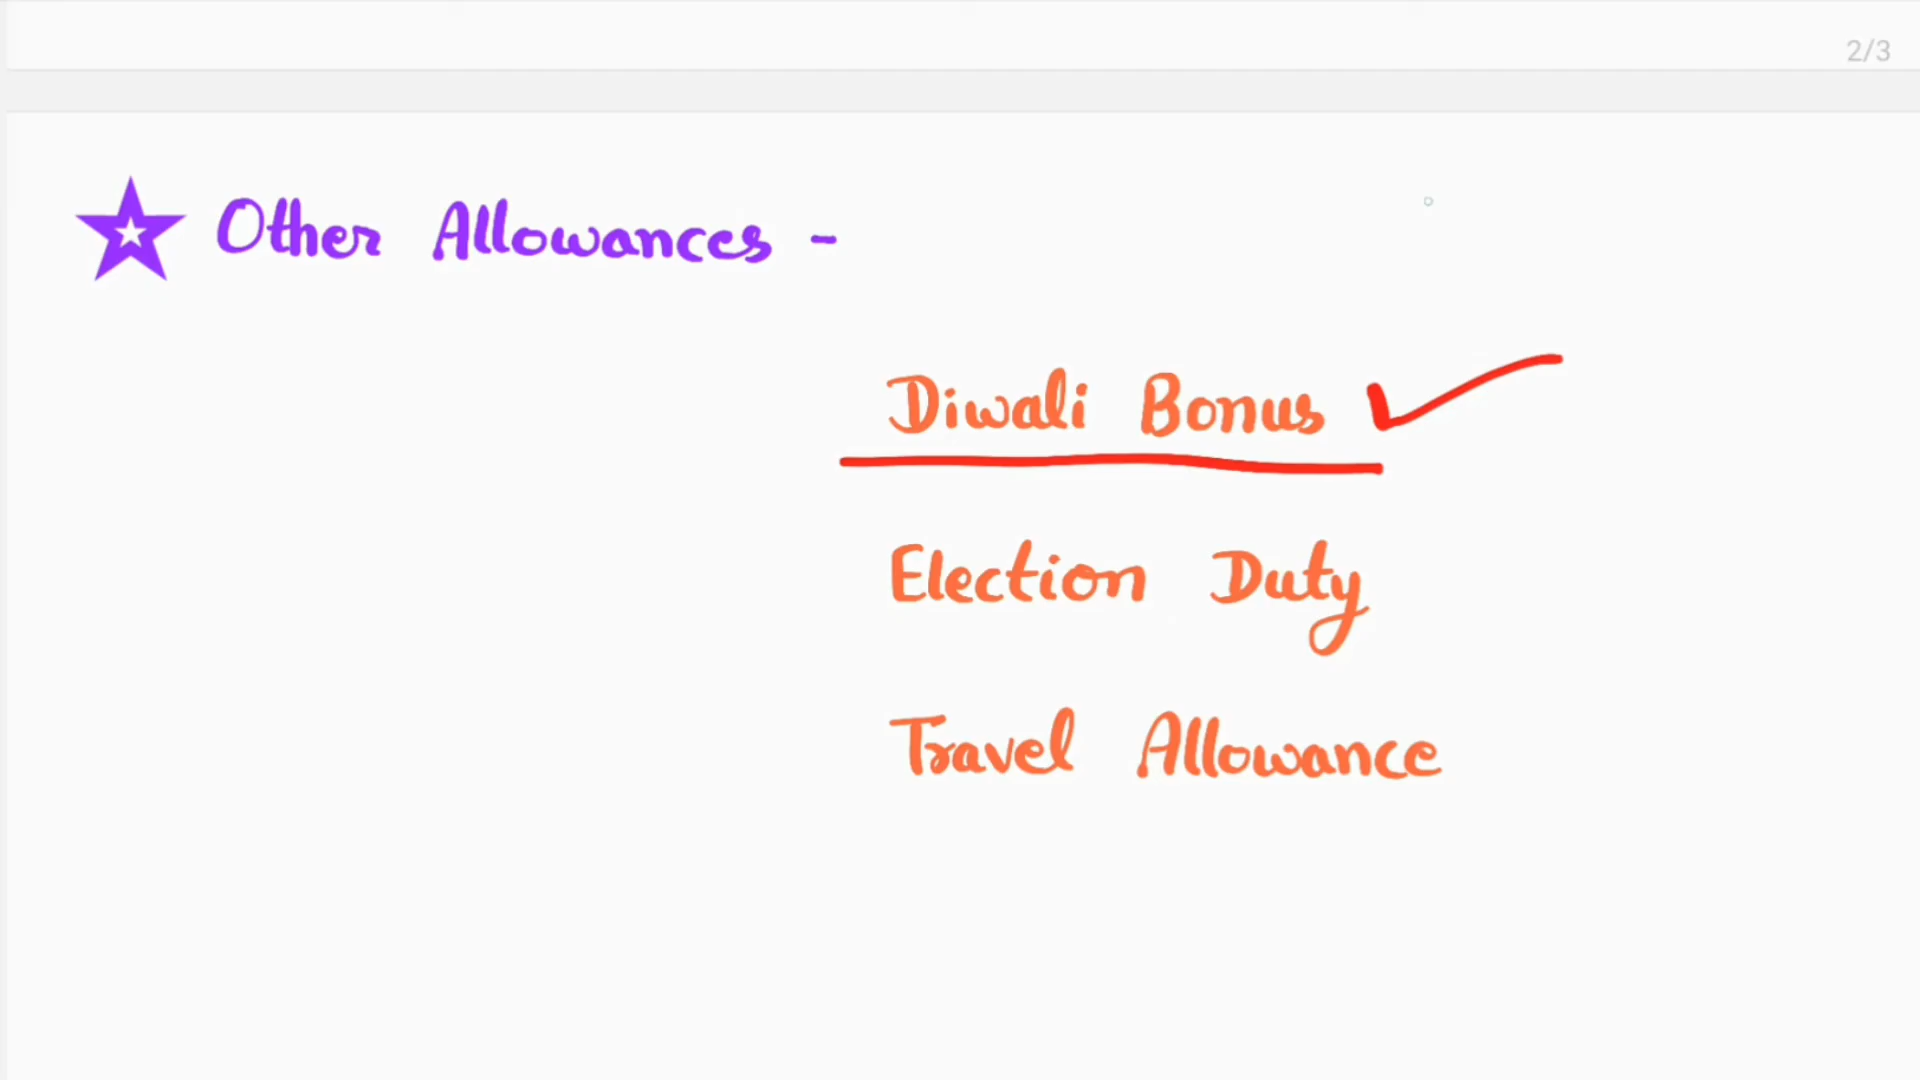 2/3
Other Allowances -
Diwali Bonus
Election Duty
Travel Allowance